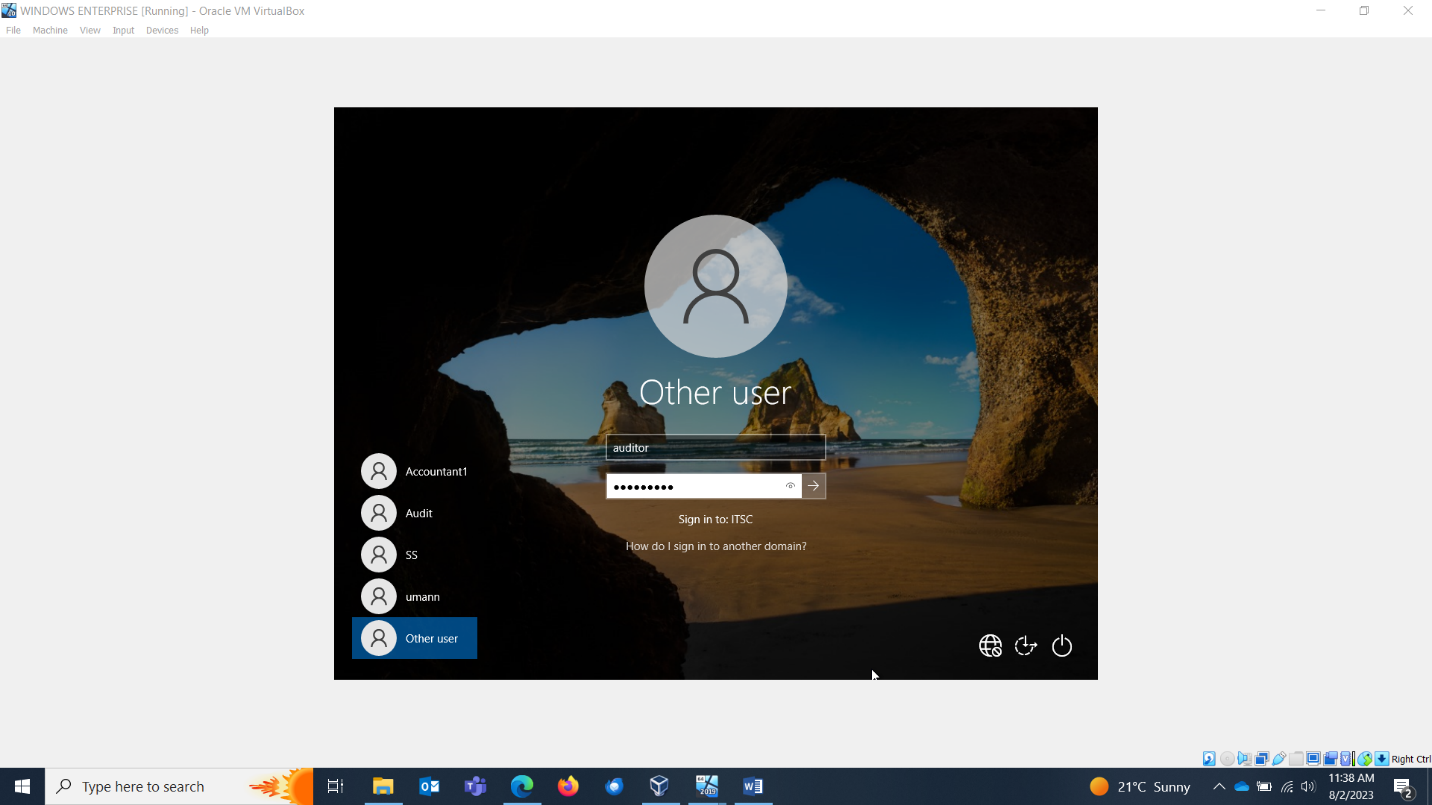 WINDOWS ENTERPRISE [Running] - Oracle VM VirtualBox
File Machine View Input Devices Help
Other user
auditor
Sign in to: ITSC
How do I sign in to another domain?
Accountant1
Audit
SS
umann
Other user
Right Ctrl
Type here to search
2019
21°C Sunny
11:38 AM
8/2/2023
2